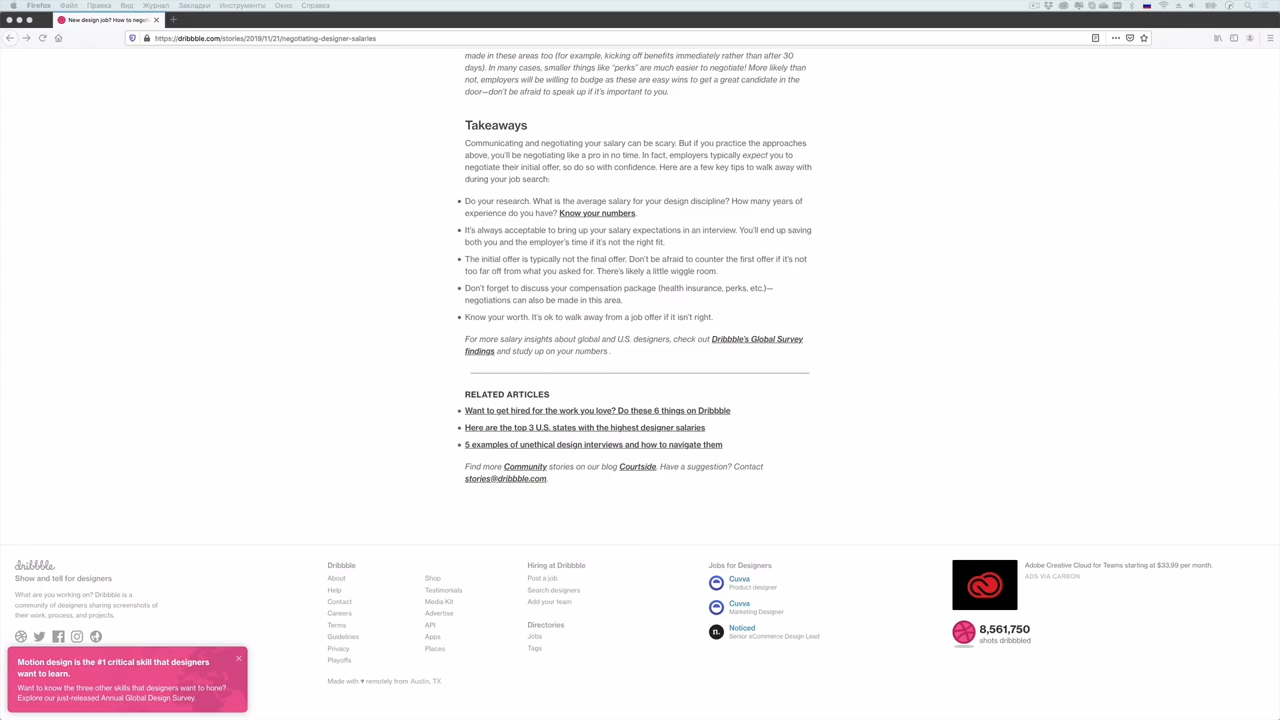 Firefox Файл Правка Вид Журнал Закладки Инструменты Окно Справка
New design job? How to negoti
https://dribbble.com/stories/2019/11/21/negotiating-designer-salaries
made in these areas too (for example, kicking off benefits immediately rather than after 30
days). In many cases, smaller things like “perks” are much easier to negotiate! More likely than
not, employers will be willing to budge as these are easy wins to get a great candidate in the
door—don’t be afraid to speak up if it’s important to you.
Takeaways
Communicating and negotiating your salary can be scary. But if you practice the approaches
above, you’ll be negotiating like a pro in no time. In fact, employers typically expect you to
negotiate their initial offer, so do so with confidence. Here are a few key tips to walk away with
during your job search:
• Do your research. What is the average salary for your design discipline? How many years of
experience do you have? Know your numbers.
• It’s always acceptable to bring up your salary expectations in an interview. You’ll end up saving
both you and the employer’s time if it’s not the right fit.
• The initial offer is typically not the final offer. Don’t be afraid to counter the first offer if it’s not
too far off from what you asked for. There’s likely a little wiggle room.
• Don’t forget to discuss your compensation package (health insurance, perks, etc.)—
negotiations can also be made in this area.
• Know your worth. It’s ok to walk away from a job offer if it isn’t right.
For more salary insights about global and U.S. designers, check out Dribbble’s Global Survey
findings and study up on your numbers .
RELATED ARTICLES
• Want to get hired for the work you love? Do these 6 things on Dribbble
• Here are the top 3 U.S. states with the highest designer salaries
• 5 examples of unethical design interviews and how to navigate them
Find more Community stories on our blog Courtside. Have a suggestion? Contact
stories@dribbble.com.
dribbble
Show and tell for designers
What are you working on? Dribbble is a
community of designers sharing screenshots of
their work, process, and projects.
Dribbble
About
Help
Contact
Careers
Terms
Guidelines
Privacy
Playoffs
Shop
Testimonials
Media Kit
Advertise
API
Apps
Places
Hiring at Dribbble
Post a job
Search designers
Add your team
Directories
Jobs
Tags
Jobs for Designers
Cuvva
Product designer
Cuvva
Marketing Designer
n.
Noticed
Senior eCommerce Design Lead
Adobe Creative Cloud for Teams starting at $33.99 per month.
ADS VIA CARBON
8,561,750
shots dribbbled
Made with ♥ remotely from Austin, TX
Motion design is the #1 critical skill that designers
want to learn.
Want to know the three other skills that designers want to hone?
Explore our just-released Annual Global Design Survey.